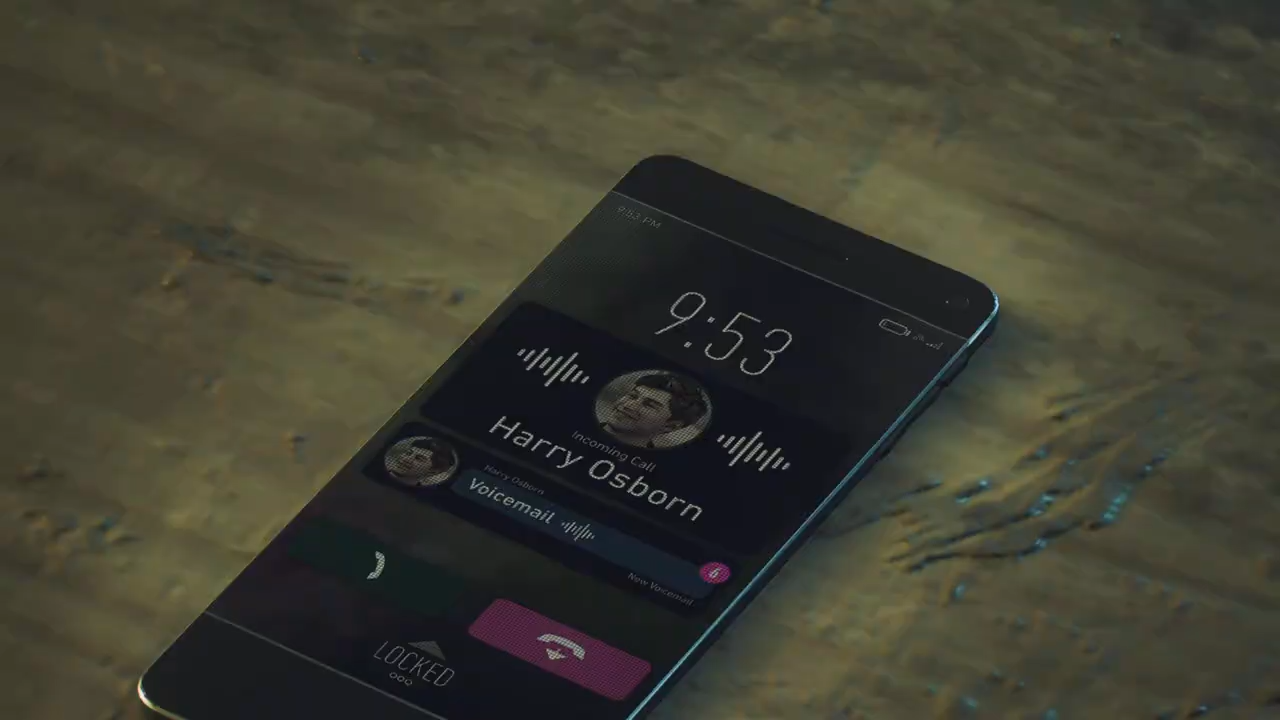 9:53 PM
9:53
Incoming Call
Harry Osborn
Harry Osborn
Voicemail
6
New Voicemail
LOCKED